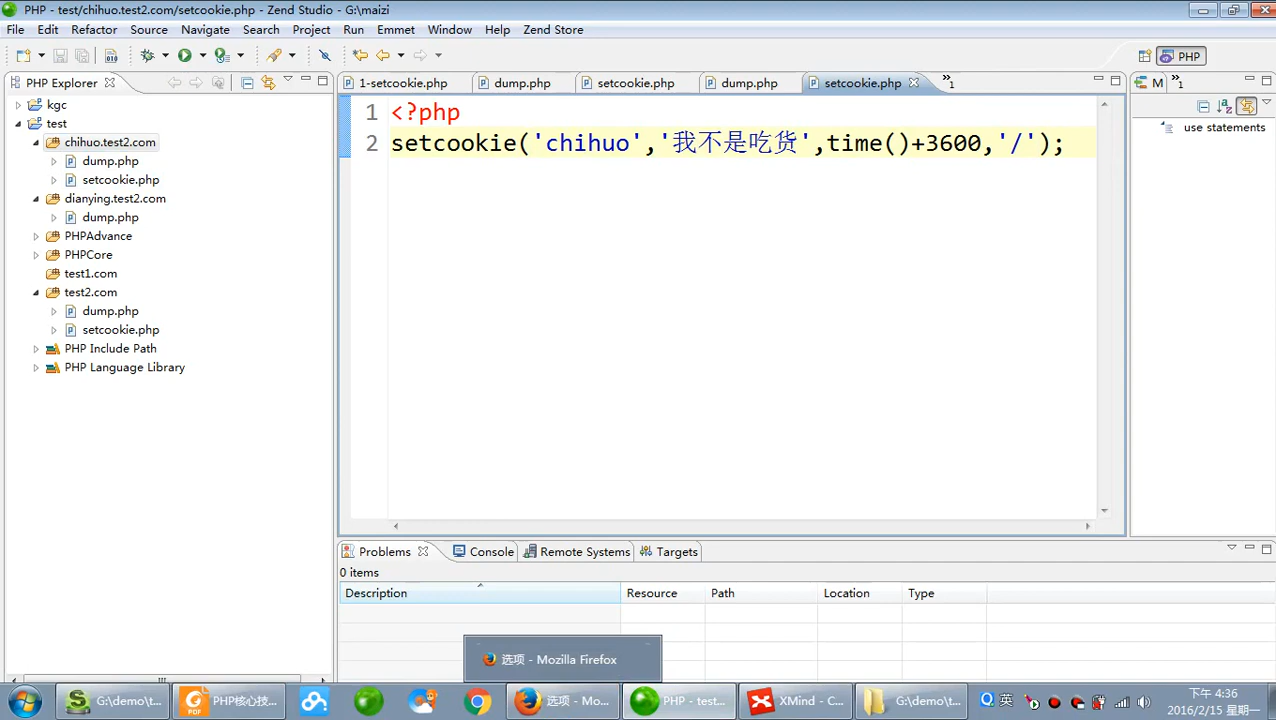 PHP - test/chihuo.test2.com/setcookie.php - Zend Studio - G:\maizi
File Edit Refactor Source Navigate Search Project Run Emmet Window Help Zend Store
PHP
PHP Explorer
1-setcookie.php dump.php setcookie.php dump.php setcookie.php »1
M »1
kgc
test
chihuo.test2.com
dump.php
setcookie.php
dianying.test2.com
dump.php
PHPAdvance
PHPCore
test1.com
test2.com
dump.php
setcookie.php
PHP Include Path
PHP Language Library
1 <?php
2 setcookie('chihuo','我不是吃货',time()+3600,'/');
use statements
Problems Console Remote Systems Targets
0 items
Description Resource Path Location Type
选项 - Mozilla Firefox
G:\demo\t... PHP核心技... 选项 - Mo... PHP - test... XMind - C... G:\demo\t... 英
下午 4:36
2016/2/15 星期一